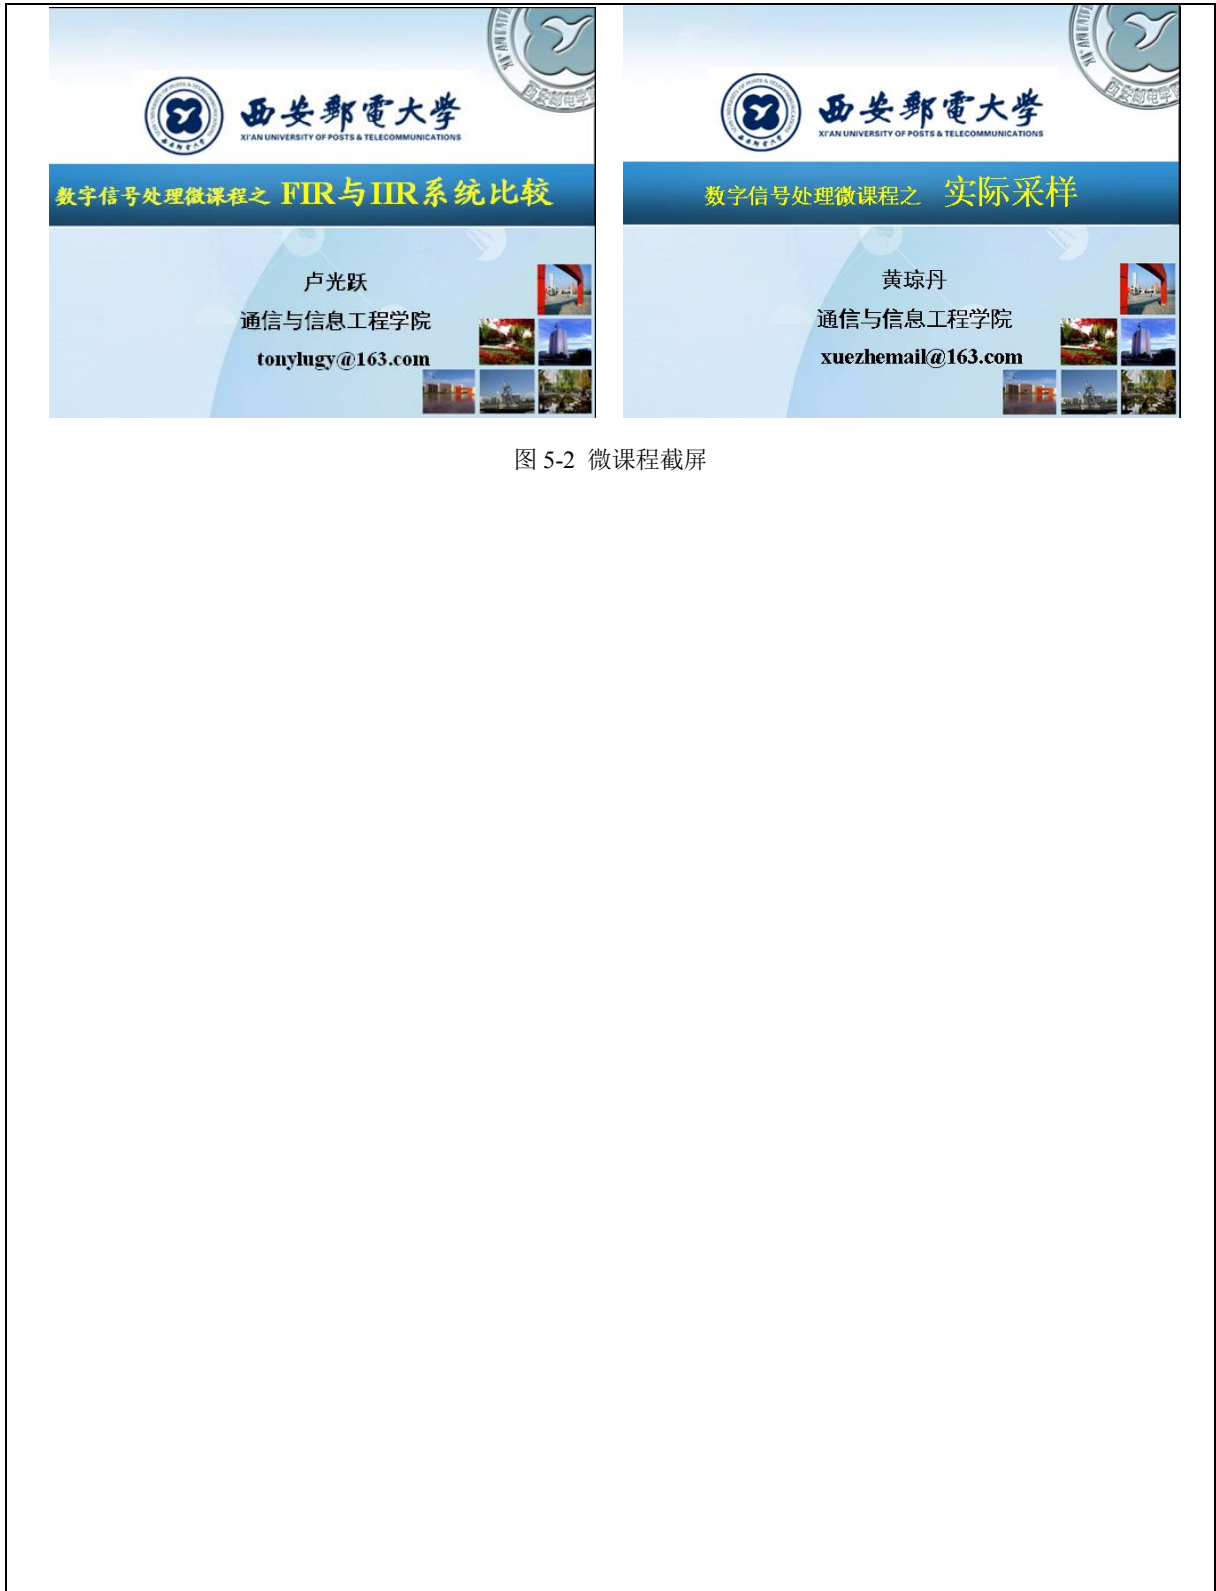 西安郵電大学
XI'AN UNIVERSITY OF POSTS & TELECOMMUNICATIONS
数字信号处理微课程之 FIR与IIR系统比较
卢光跃
通信与信息工程学院
tonylugy@163.com
西安郵電大学
XI'AN UNIVERSITY OF POSTS & TELECOMMUNICATIONS
数字信号处理微课程之 实际采样
黄琼丹
通信与信息工程学院
xuezhemail@163.com
图 5-2 微课程截屏